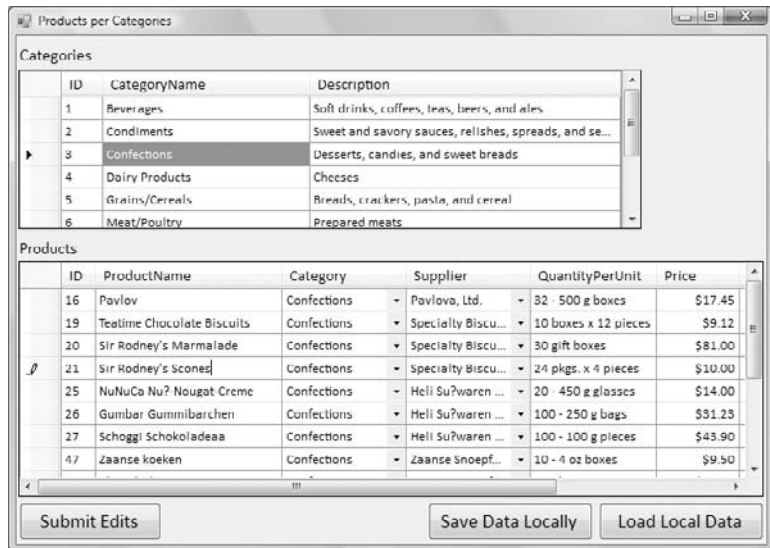 Products per Categories
Categories
ID CategoryName Description
1 Beverages Soft drinks, coffees, teas, beers, and ales
2 Condiments Sweet and savory sauces, relishes, spreads, and se...
3 Confections Desserts, candies, and sweet breads
4 Dairy Products Cheeses
5 Grains/Cereals Breads, crackers, pasta, and cereal
6 Meat/Poultry Prepared meats
Products
ID ProductName Category Supplier QuantityPerUnit Price
16 Pavlov Confections Pavlova, Ltd. 32 - 500 g boxes $17.45
19 Teatime Chocolate Biscuits Confections Specialty Biscu... 10 boxes x 12 pieces $9.12
20 Sir Rodney's Marmalade Confections Specialty Biscu... 30 gift boxes $81.00
21 Sir Rodney's Scones Confections Specialty Biscu... 24 pkgs. x 4 pieces $10.00
25 NuNuCa Nu?-Nougat-Creme Confections Heli Su?waren ... 20 - 450 g glasses $14.00
26 Gumbar Gummibarchen Confections Heli Su?waren ... 100 - 250 g bags $31.23
27 Schoggi Schokoladeaa Confections Heli Su?waren ... 100 - 100 g pieces $43.90
47 Zaanse koeken Confections Zaanse Snoepf... 10 - 4 oz boxes $9.50
Submit Edits Save Data Locally Load Local Data